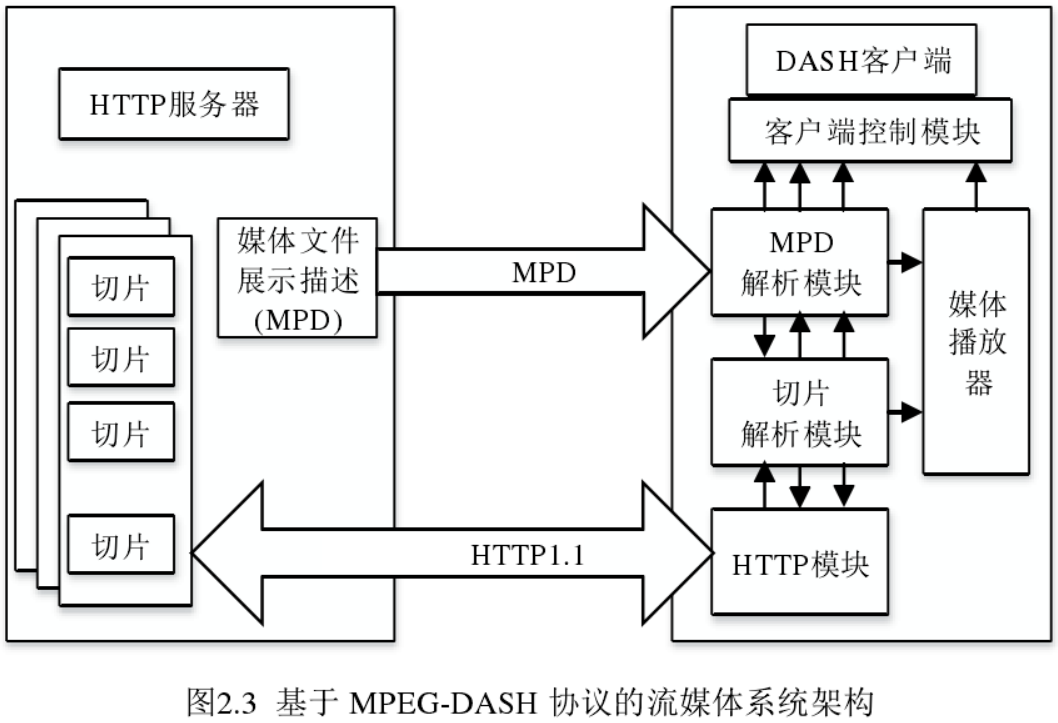 HTTP服务器
切片
切片
切片
切片
媒体文件
展示描述
(MPD)
MPD
HTTP1.1
DASH客户端
客户端控制模块
MPD
解析模块
切片
解析模块
HTTP模块
媒体
播放
器
图2.3 基于 MPEG-DASH 协议的流媒体系统架构